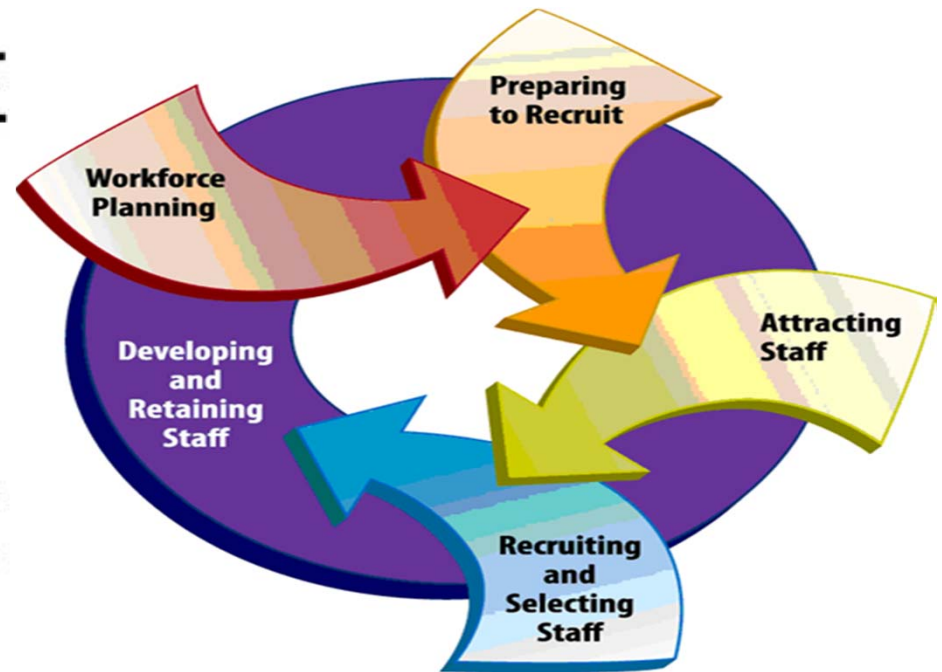 Workforce
Planning
Preparing
to Recruit
Attracting
Staff
Recruiting
and
Selecting
Staff
Developing
and
Retaining
Staff